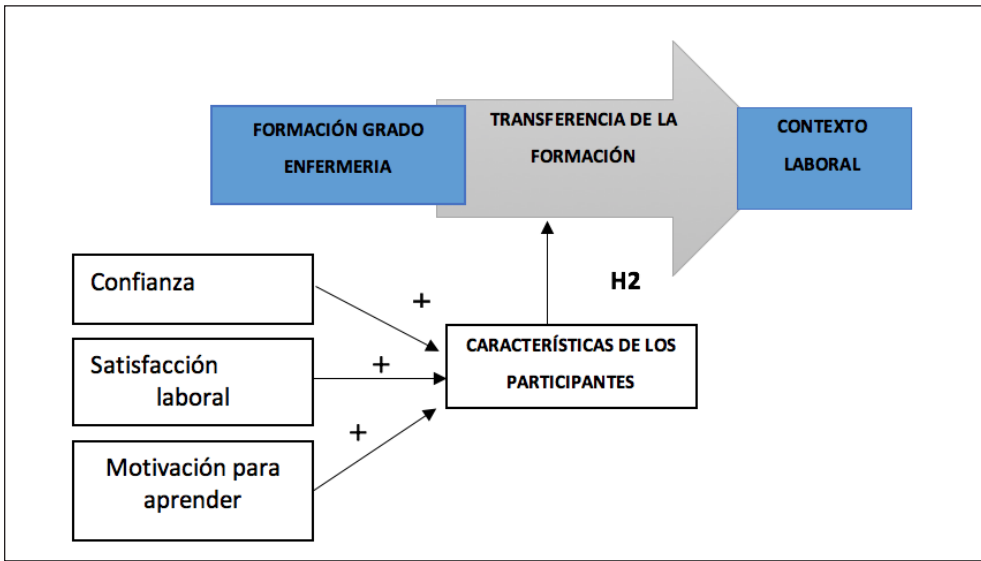 FORMACIÓN GRADO
ENFERMERIA
TRANSFERENCIA DE LA
FORMACIÓN
CONTEXTO
LABORAL
Confianza
+
H2
Satisfacción
laboral
+
CARACTERÍSTICAS DE LOS
PARTICIPANTES
Motivación para
aprender
+